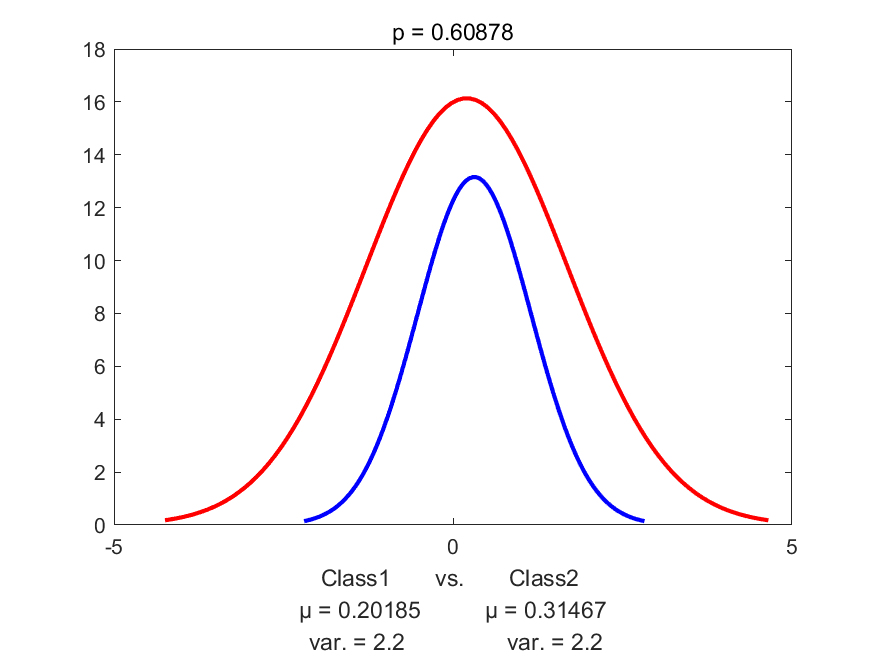 p = 0.60878
18
16
14
12
10
8
6
4
2
0
-5 0 5
Class1 vs. Class2
μ = 0.20185 μ = 0.31467
var. = 2.2 var. = 2.2